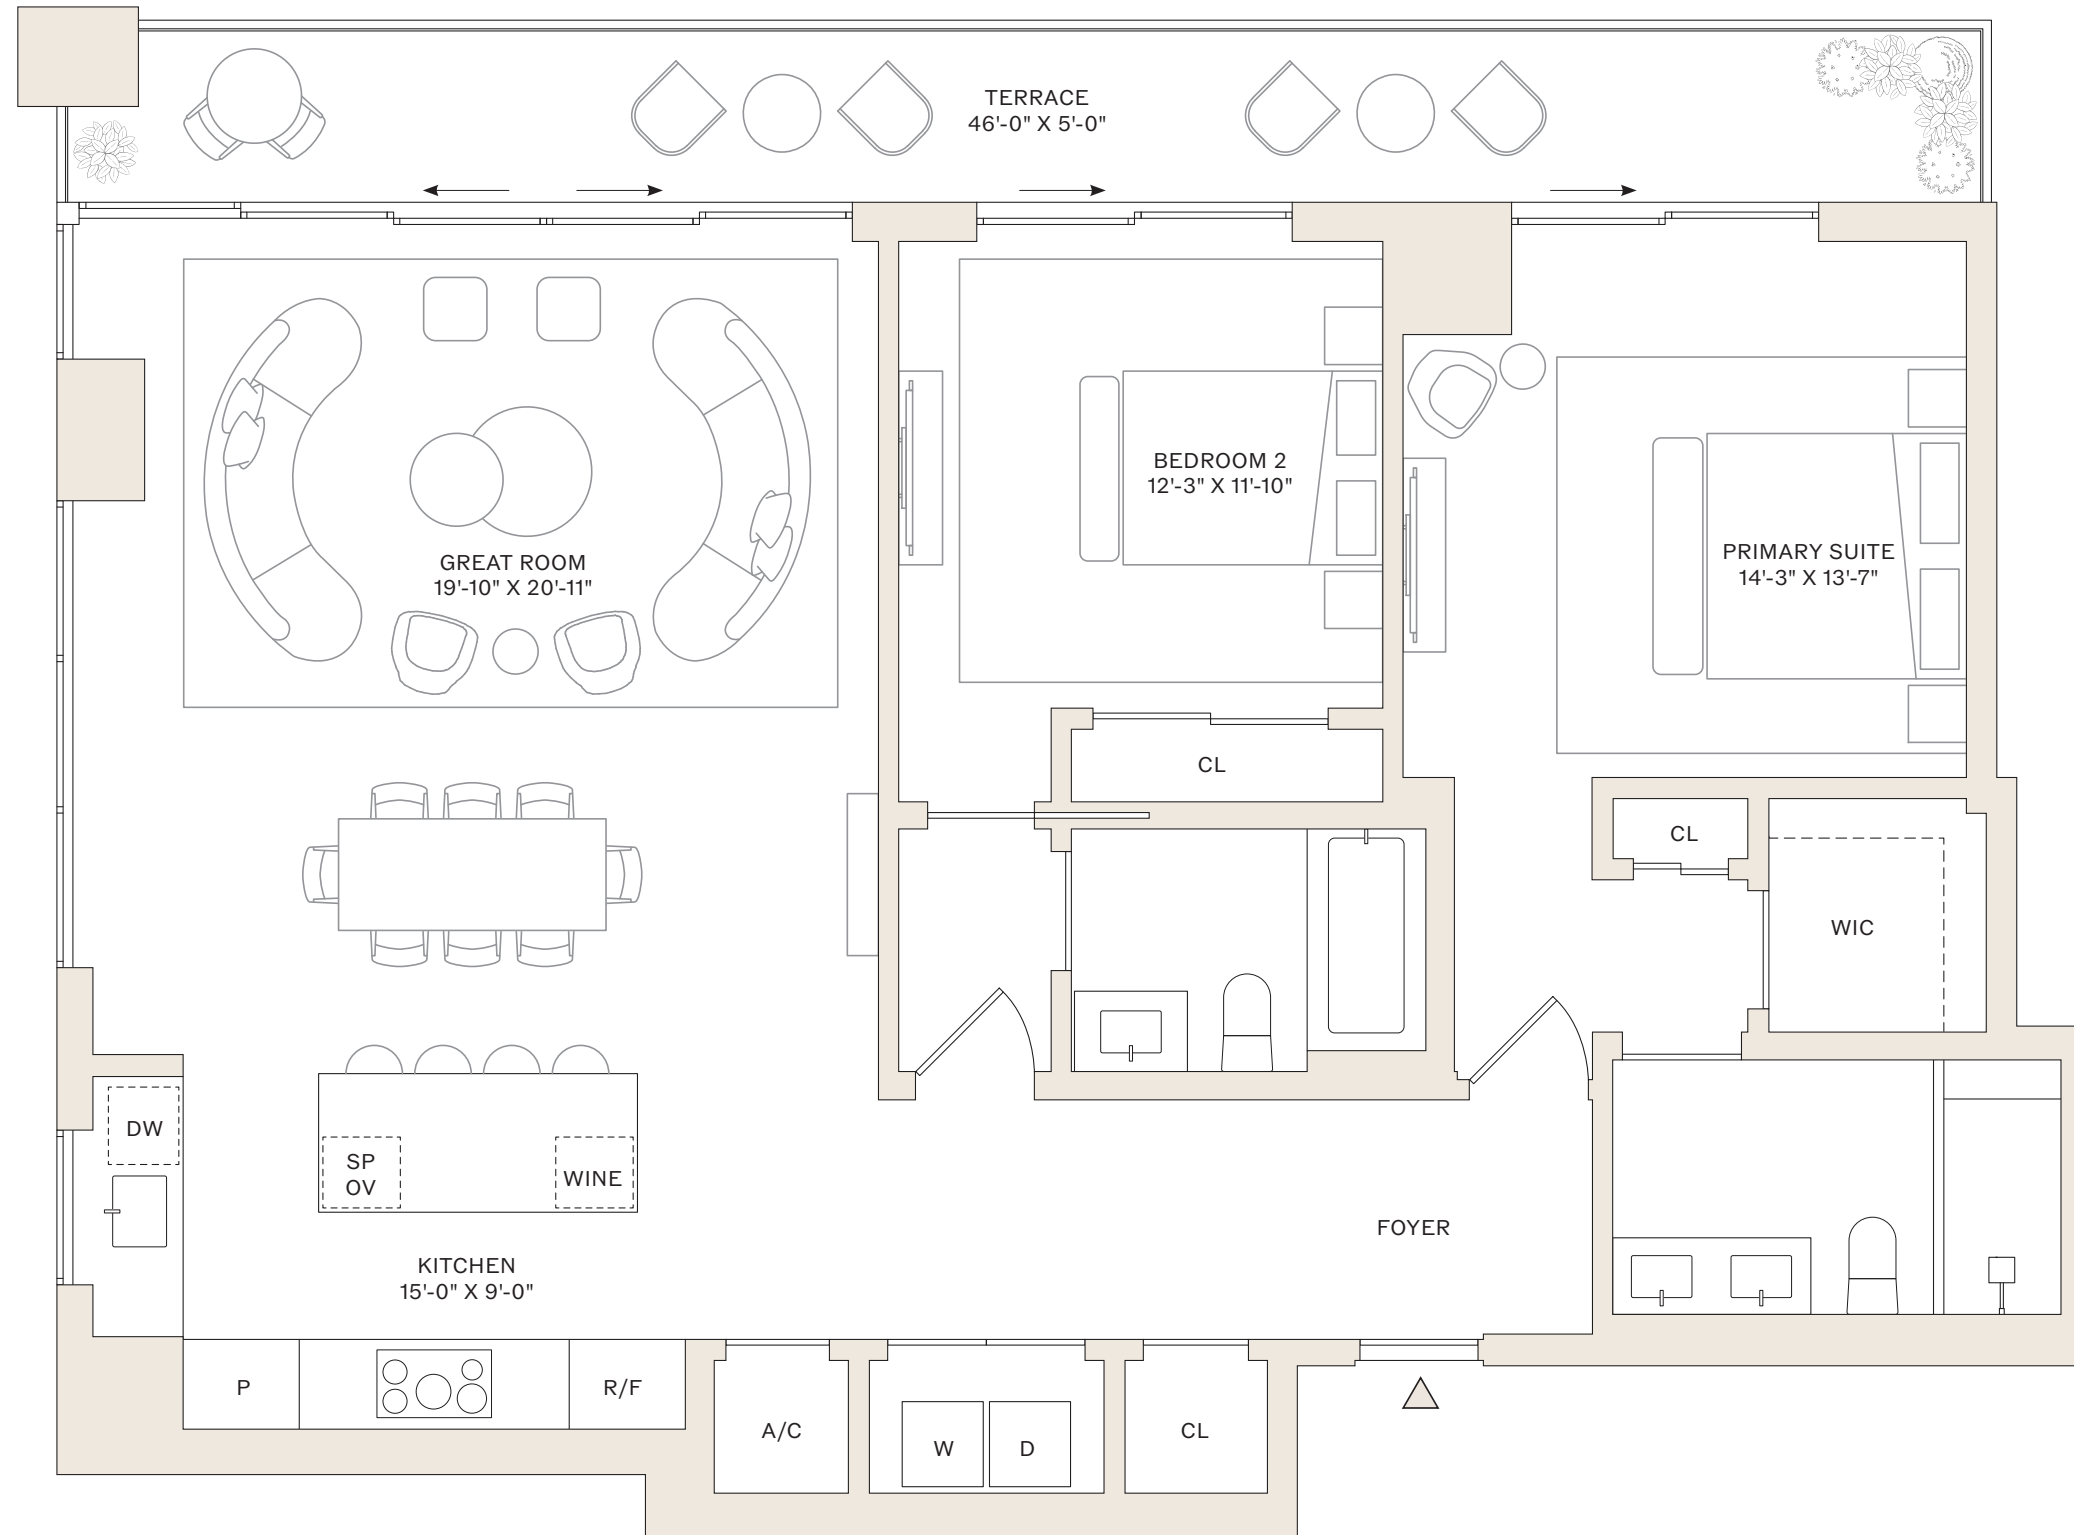 TERRACE
46'-0" X 5'-0"
BEDROOM 2
12'-3" X 11'-10"
GREAT ROOM
19'-10" X 20'-11"
PRIMARY SUITE
14'-3" X 13'-7"
CL
CL
WIC
DW
SP
OV
WINE
FOYER
KITCHEN
15'-0" X 9'-0"
P
R/F
A/C
W
D
CL